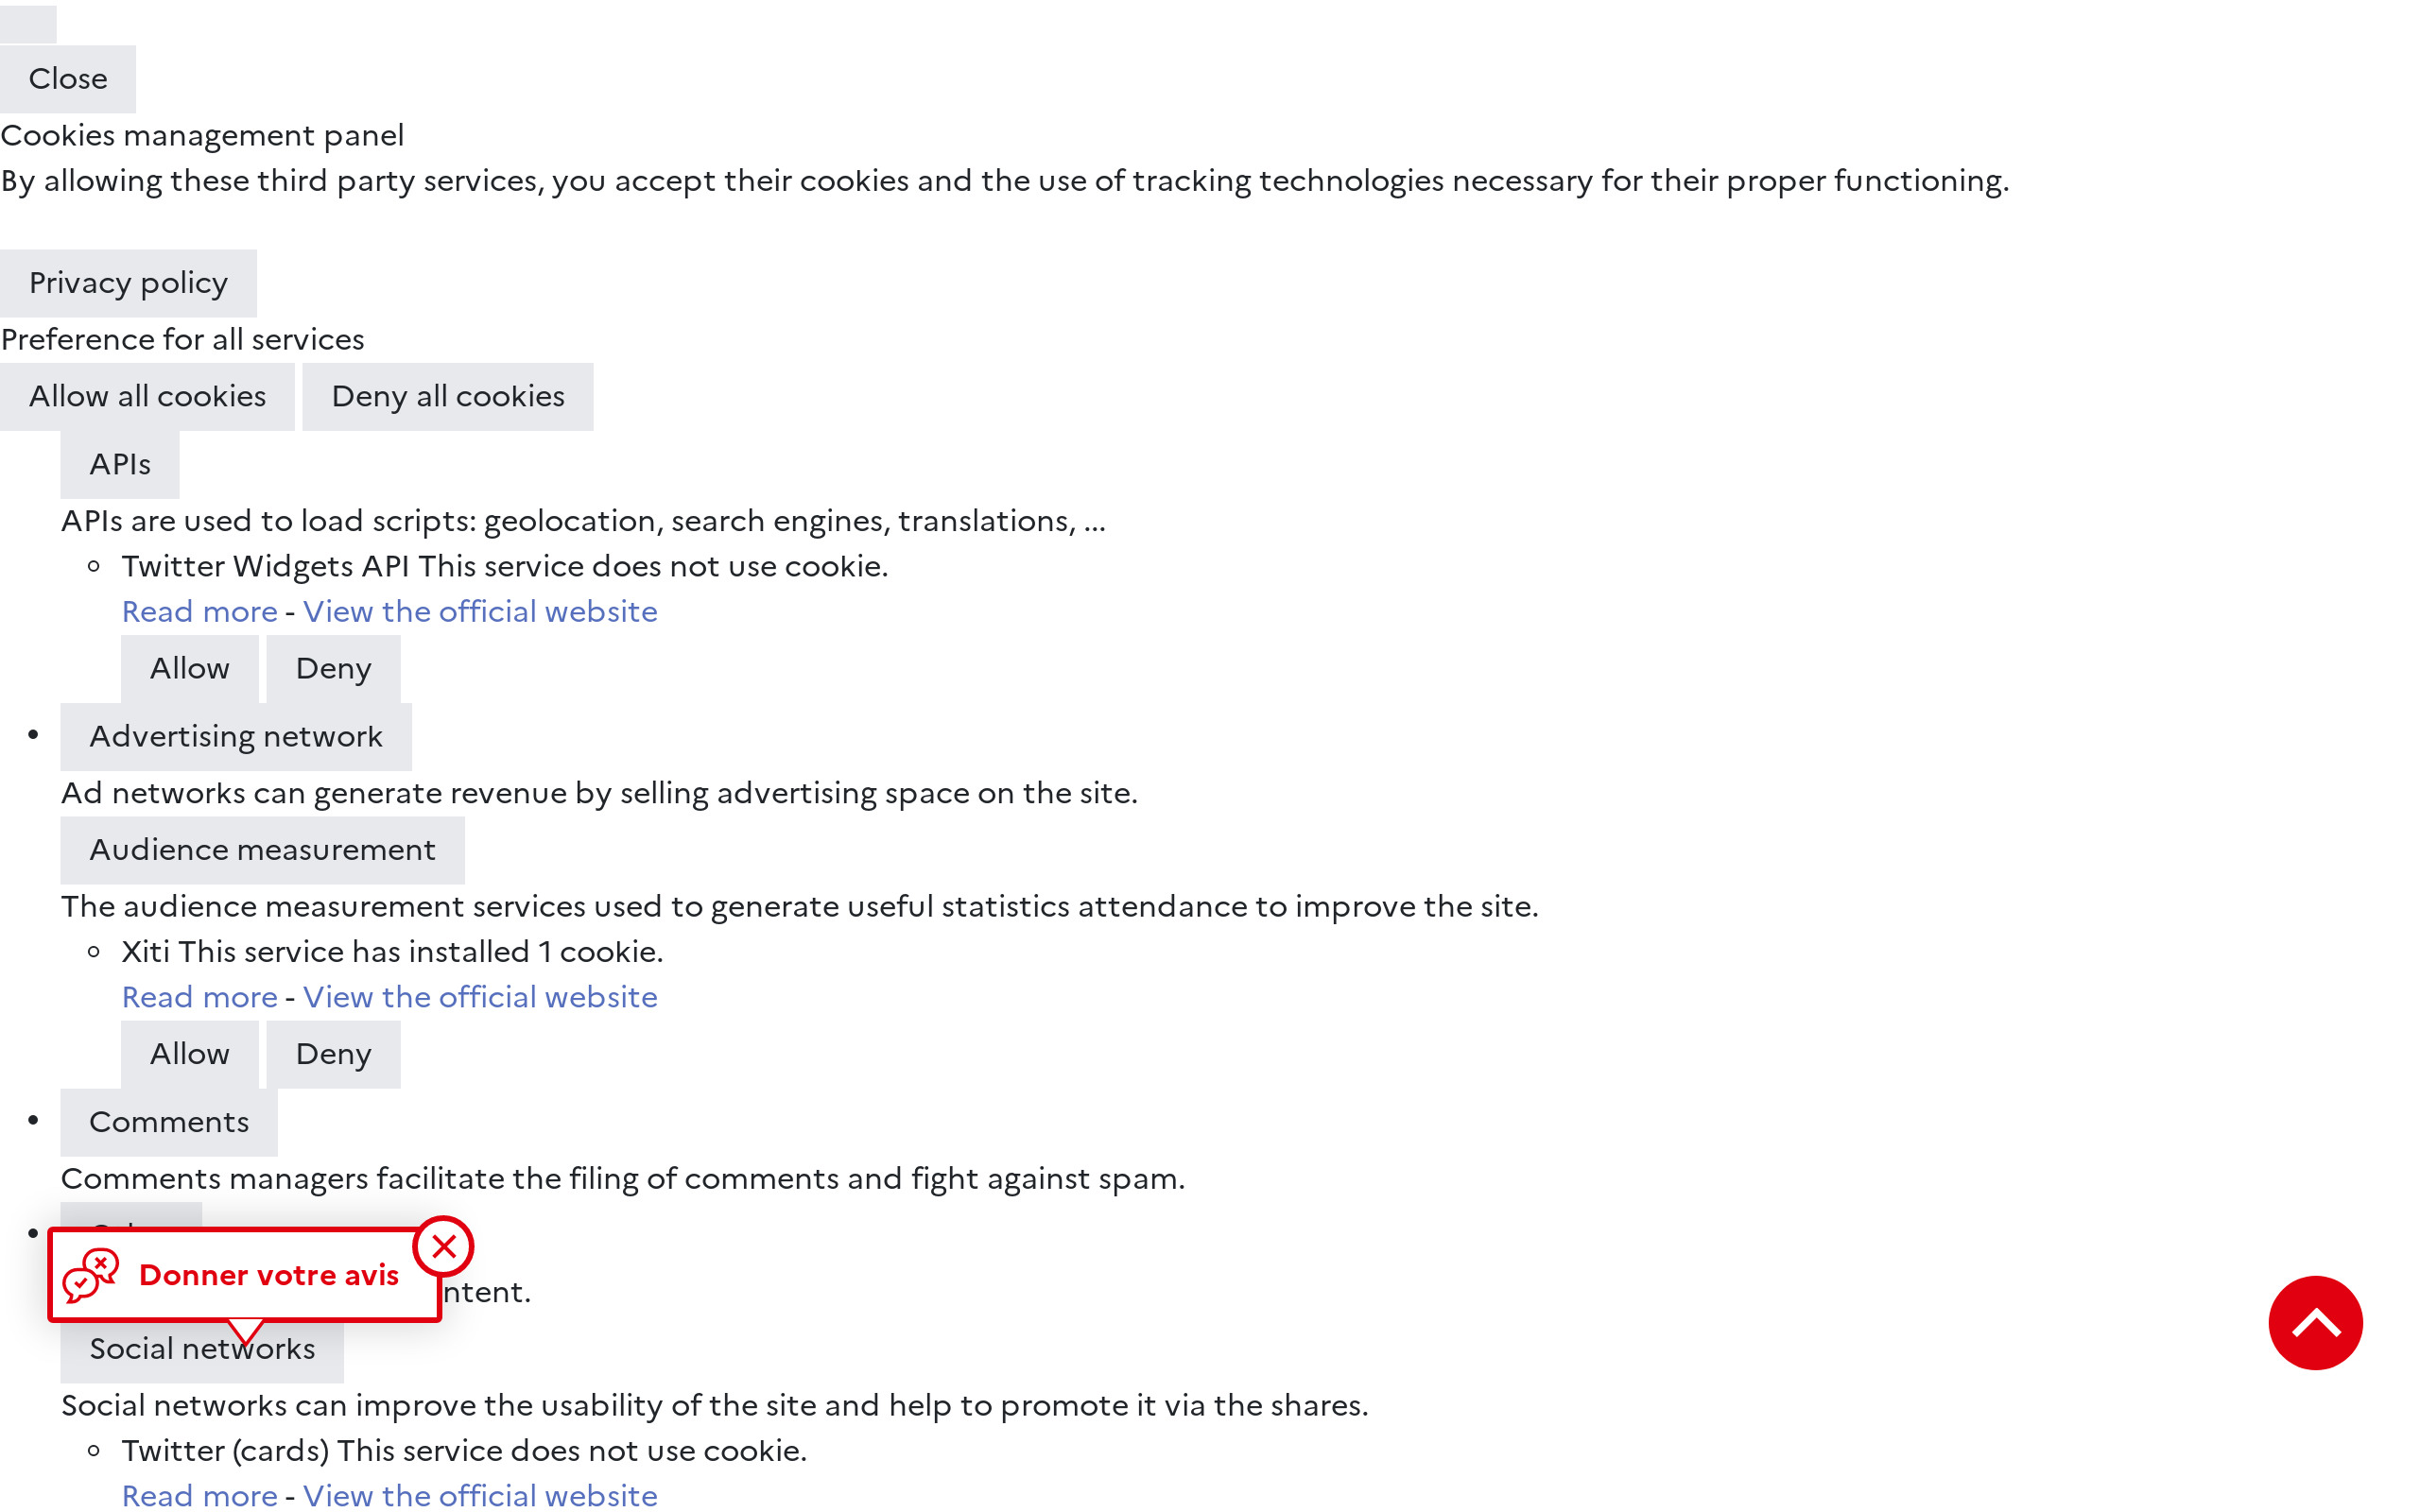 Close
Cookies management panel
By allowing these third party services, you accept their cookies and the use of tracking technologies necessary for their proper functioning.
Privacy policy
Preference for all services
Allow all cookies Deny all cookies
APIs
APIs are used to load scripts: geolocation, search engines, translations, ...
Twitter Widgets API This service does not use cookie.
Read more - View the official website
Allow Deny
Advertising network
Ad networks can generate revenue by selling advertising space on the site.
Audience measurement
The audience measurement services used to generate useful statistics attendance to improve the site.
Xiti This service has installed 1 cookie.
Read more - View the official website
Allow Deny
Comments
Comments managers facilitate the filing of comments and fight against spam.
Donner votre avis
ntent.
Social networks
Social networks can improve the usability of the site and help to promote it via the shares.
Twitter (cards) This service does not use cookie.
Read more - View the official website